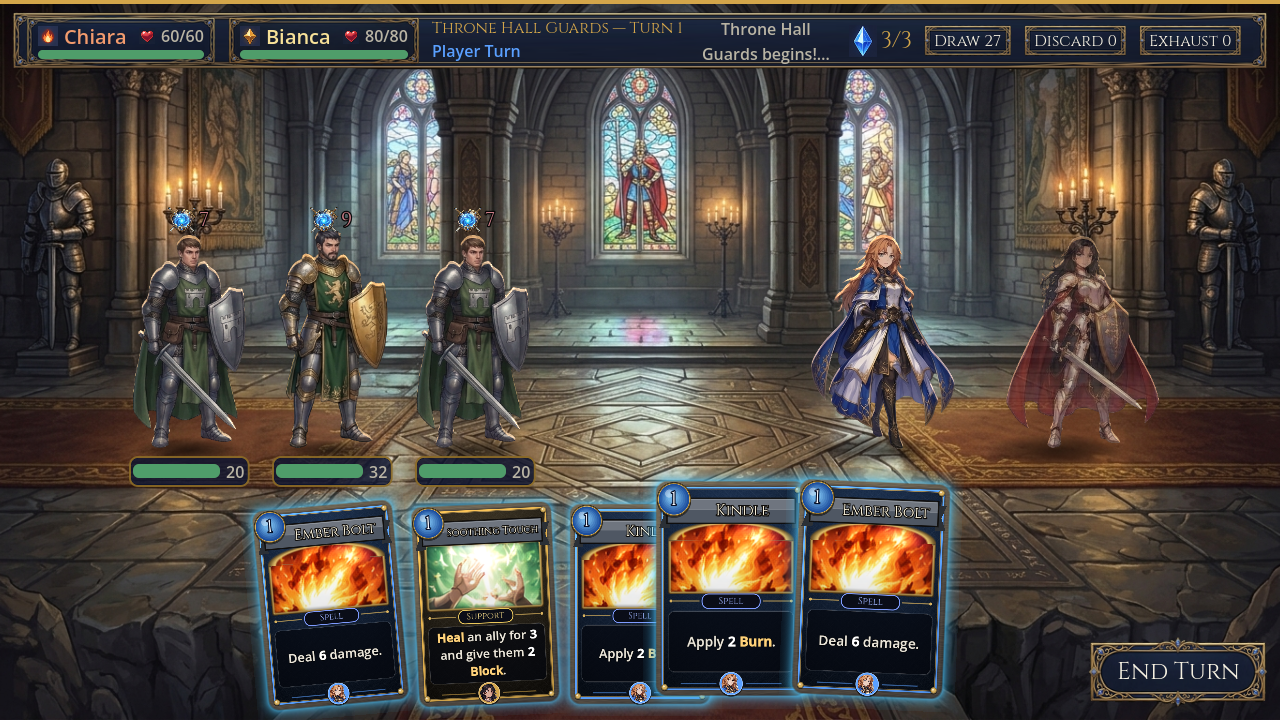 Chiara 60/60
Bianca 80/80
THRONE HALL GUARDS — TURN 1
Player Turn
Throne Hall
Guards begins!...
3/3
DRAW 27
DISCARD 0
EXHAUST 0
7
9
7
20
32
20
1
EMBER BOLT
SPELL
Deal 6 damage.
1
SOOTHING TOUCH
SUPPORT
Heal an ally for 3
and give them 2
Block.
1
KINDL
SPELL
Apply 2 B
1
KINDLE
SPELL
Apply 2 Burn.
1
EMBER BOLT
SPELL
Deal 6 damage.
END TURN